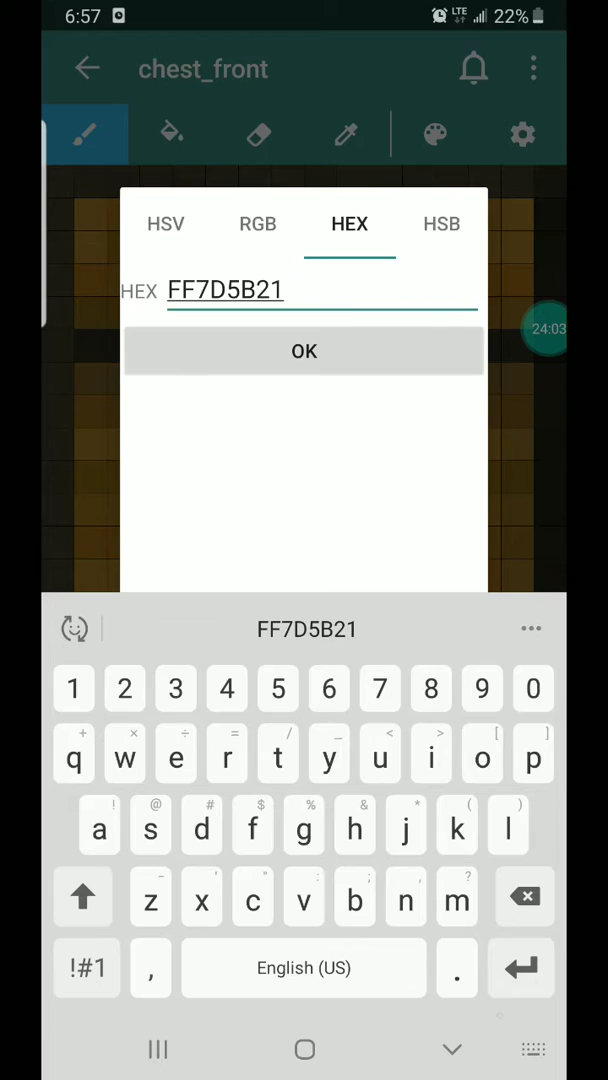 6:57 LTE 22%
chest_front
HSV RGB HEX HSB
HEX FF7D5B21
24:03
OK
FF7D5B21 •••
1 2 3 4 5 6 7 8 9 0
+ × ÷ = / _ < > [ ]
q w e r t y u i o p
! @ # $ % & * ( )
a s d f g h j k l
- ' " : ; , ?
z x c v b n m
!#1 , English (US) .